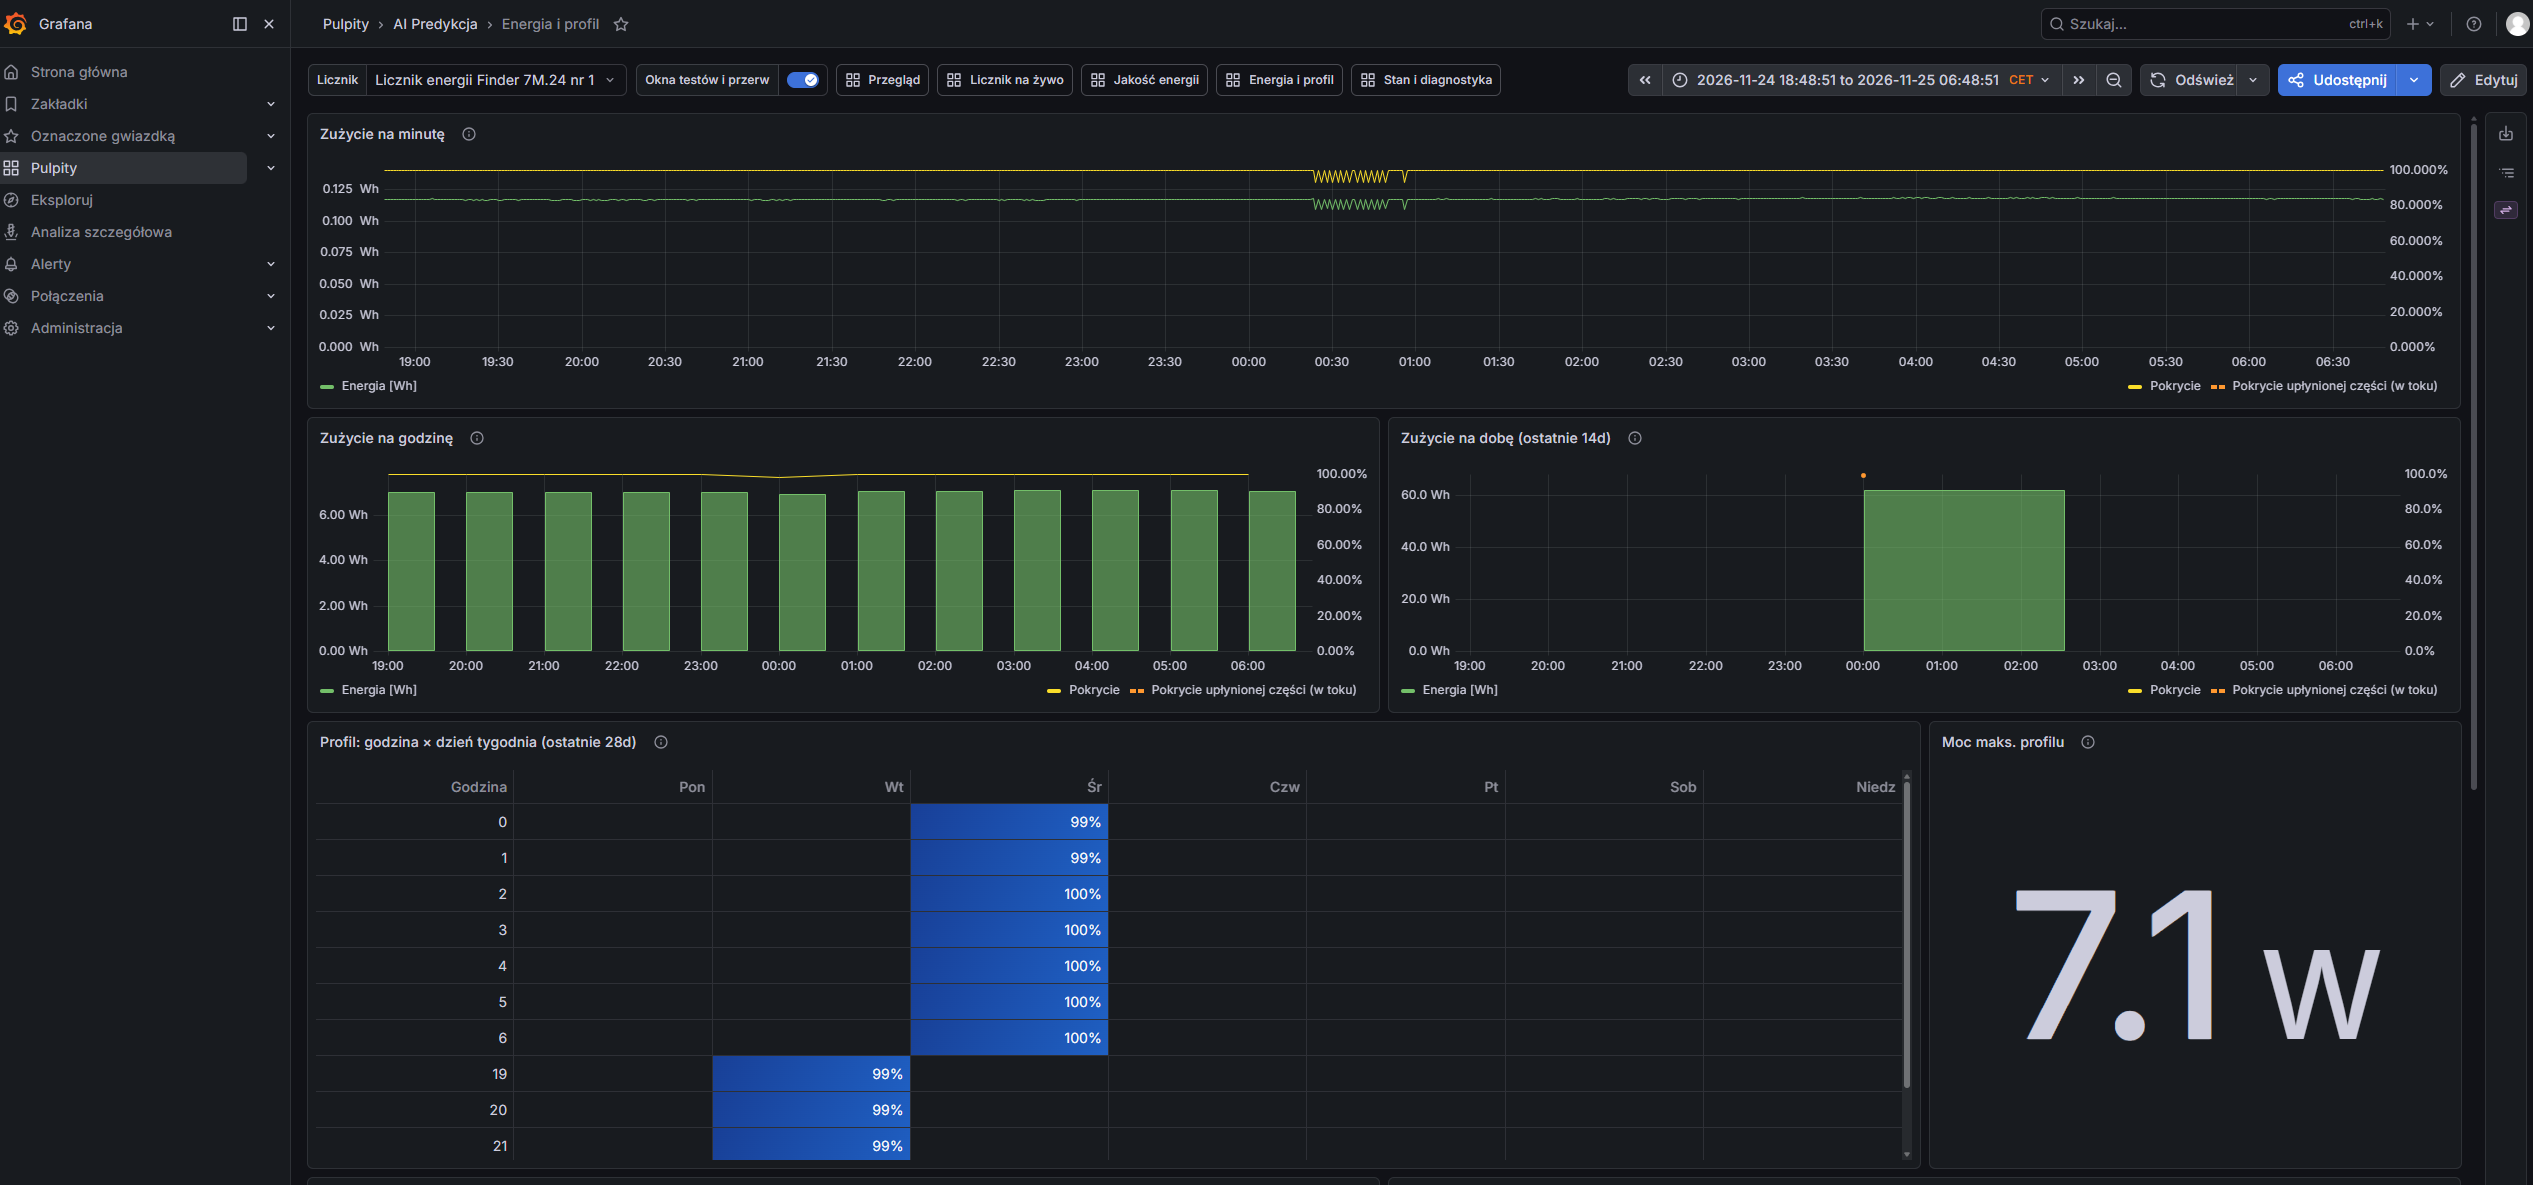 Grafana
Pulpity › AI Predykcja › Energia i profil
Szukaj... ctrl+k
Strona główna
Zakładki
Oznaczone gwiazdką
Pulpity
Eksploruj
Analiza szczegółowa
Alerty
Połączenia
Administracja
Licznik Licznik energii Finder 7M.24 nr 1 Okna testów i przerw Przegląd Licznik na żywo Jakość energii Energia i profil Stan i diagnostyka
2026-11-24 18:48:51 to 2026-11-25 06:48:51 CET Odśwież Udostępnij Edytuj
Zużycie na minutę
0.125 Wh
0.100 Wh
0.075 Wh
0.050 Wh
0.025 Wh
0.000 Wh
100.000%
80.000%
60.000%
40.000%
20.000%
0.000%
19:00 19:30 20:00 20:30 21:00 21:30 22:00 22:30 23:00 23:30 00:00 00:30 01:00 01:30 02:00 02:30 03:00 03:30 04:00 04:30 05:00 05:30 06:00 06:30
Energia [Wh] Pokrycie Pokrycie upłynionej części (w toku)
Zużycie na godzinę
6.00 Wh
4.00 Wh
2.00 Wh
0.00 Wh
100.00%
80.00%
60.00%
40.00%
20.00%
0.00%
19:00 20:00 21:00 22:00 23:00 00:00 01:00 02:00 03:00 04:00 05:00 06:00
Energia [Wh] Pokrycie Pokrycie upłynionej części (w toku)
Zużycie na dobę (ostatnie 14d)
60.0 Wh
40.0 Wh
20.0 Wh
0.0 Wh
100.0%
80.0%
60.0%
40.0%
20.0%
0.0%
19:00 20:00 21:00 22:00 23:00 00:00 01:00 02:00 03:00 04:00 05:00 06:00
Energia [Wh] Pokrycie Pokrycie upłynionej części (w toku)
Profil: godzina × dzień tygodnia (ostatnie 28d)
Godzina Pon Wt Śr Czw Pt Sob Niedz
0 99%
1 99%
2 100%
3 100%
4 100%
5 100%
6 100%
19 99%
20 99%
21 99%
Moc maks. profilu
7.1 W